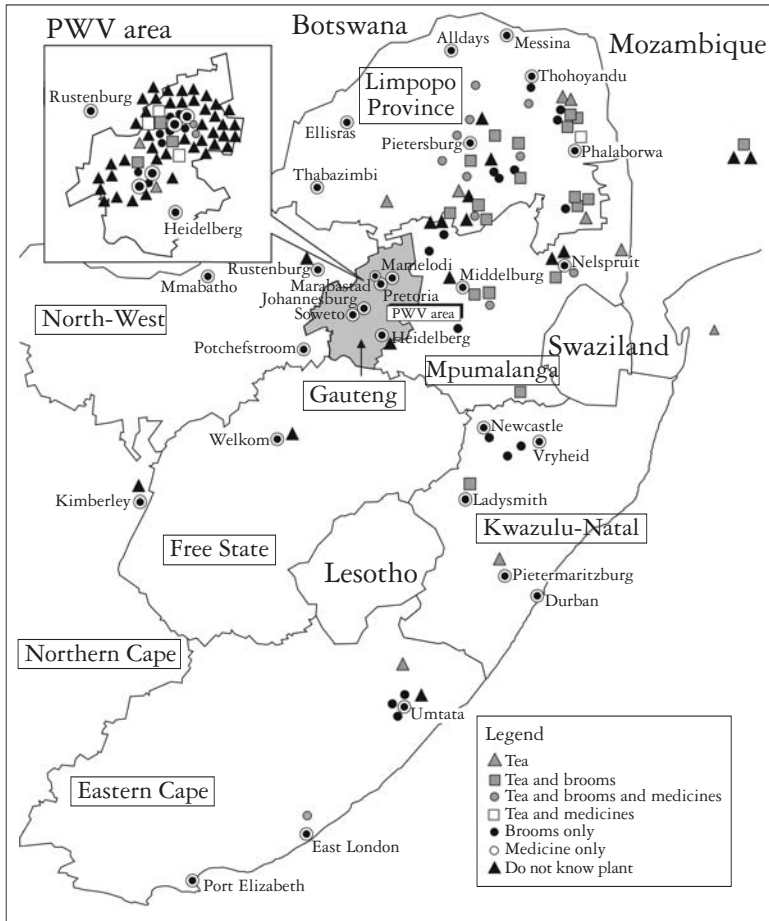 PWV area
Botswana
Mozambique
Alldays
Messina
Limpopo
Province
Thohoyandu
Rustenburg
Ellisras
Pietersburg
Phalaborwa
Thabazimbi
Heidelberg
Rustenburg
Mamelodi
Mmabatho
Marabastad
Middelburg
Nelspruit
Johannesburg
Pretoria
Soweto
PWV area
North-West
Heidelberg
Swaziland
Potchefstroom
Mpumalanga
Gauteng
Newcastle
Welkom
Vryheid
Kimberley
Ladysmith
Kwazulu-Natal
Free State
Lesotho
Pietermaritzburg
Durban
Northern Cape
Umtata
Legend
Tea
Tea and brooms
Tea and brooms and medicines
Tea and medicines
Brooms only
Medicine only
Do not know plant
Eastern Cape
East London
Port Elizabeth